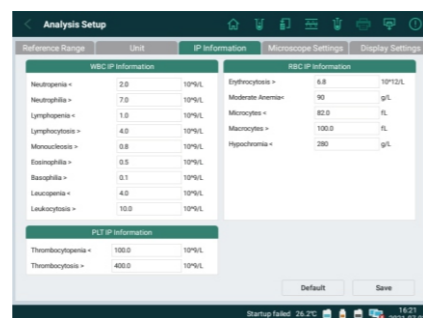 Analysis Setup
Reference Range Unit IP Information Microscope Settings Display Settings
WBC IP Information
Neutropenia < 2.0 10^9/L
Neutrophilia > 7.0 10^9/L
Lymphopenia < 1.0 10^9/L
Lymphocytosis > 4.0 10^9/L
Monocleosis > 0.8 10^9/L
Eosinophilia > 0.5 10^9/L
Basophilia > 0.1 10^9/L
Leucopenia < 4.0 10^9/L
Leukocytosis > 10.0 10^9/L
RBC IP Information
Erythrocytosis > 6.8 10^12/L
Moderate Anemia< 90 g/L
Microcytes < 82.0 fL
Macrocytes > 100.0 fL
Hypochromia < 280 g/L
PLT IP Information
Thrombocytopenia < 100.0 10^9/L
Thrombocytosis > 400.0 10^9/L
Default Save
Startup failed 26.2℃ 16:21